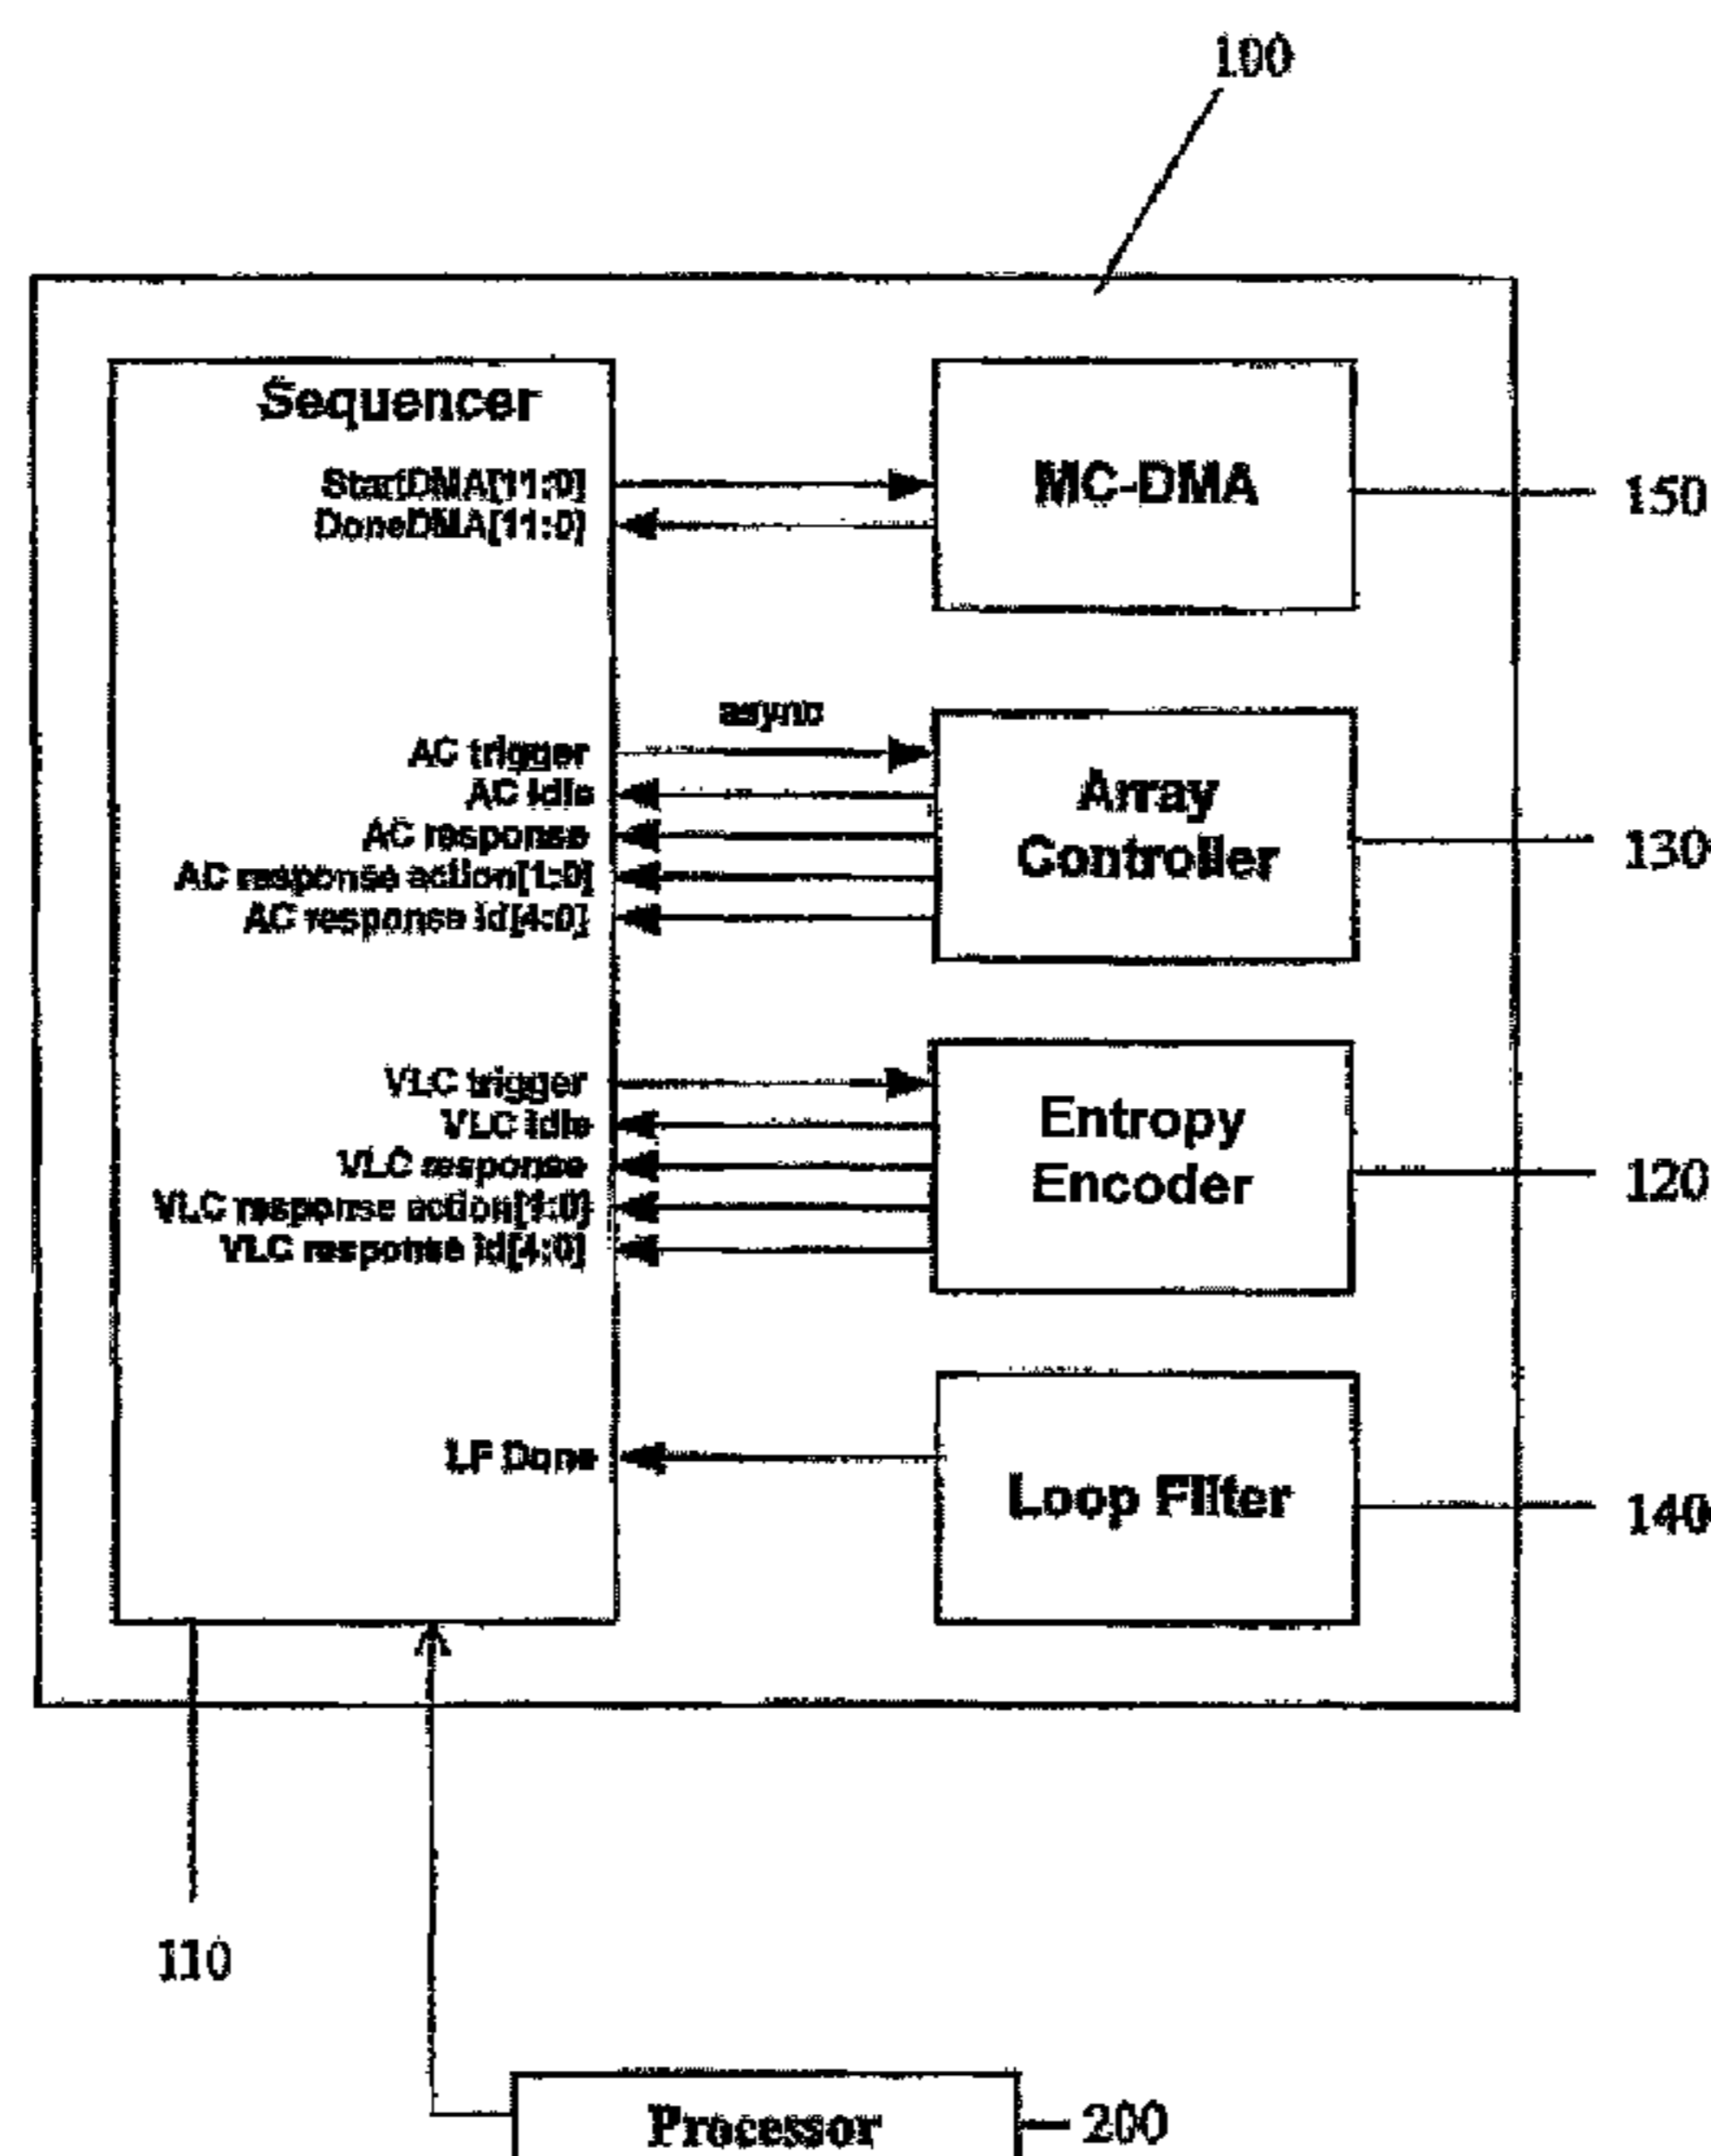 100
Sequencer
StartDMA[11:0]
DoneDMA[11:0]
MC-DMA
150
async
AC trigger
AC idle
AC response
AC response action[1:0]
AC response id[4:0]
Array
Controller
130
VLC trigger
VLC idle
VLC response
VLC response action[1:0]
VLC response id[4:0]
Entropy
Encoder
120
LF Done
Loop Filter
140
110
Processor
200